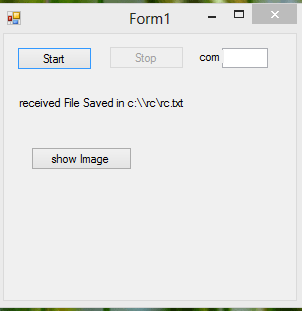 Form1
Start Stop com
received File Saved in c:\\rc\rc.txt
show Image